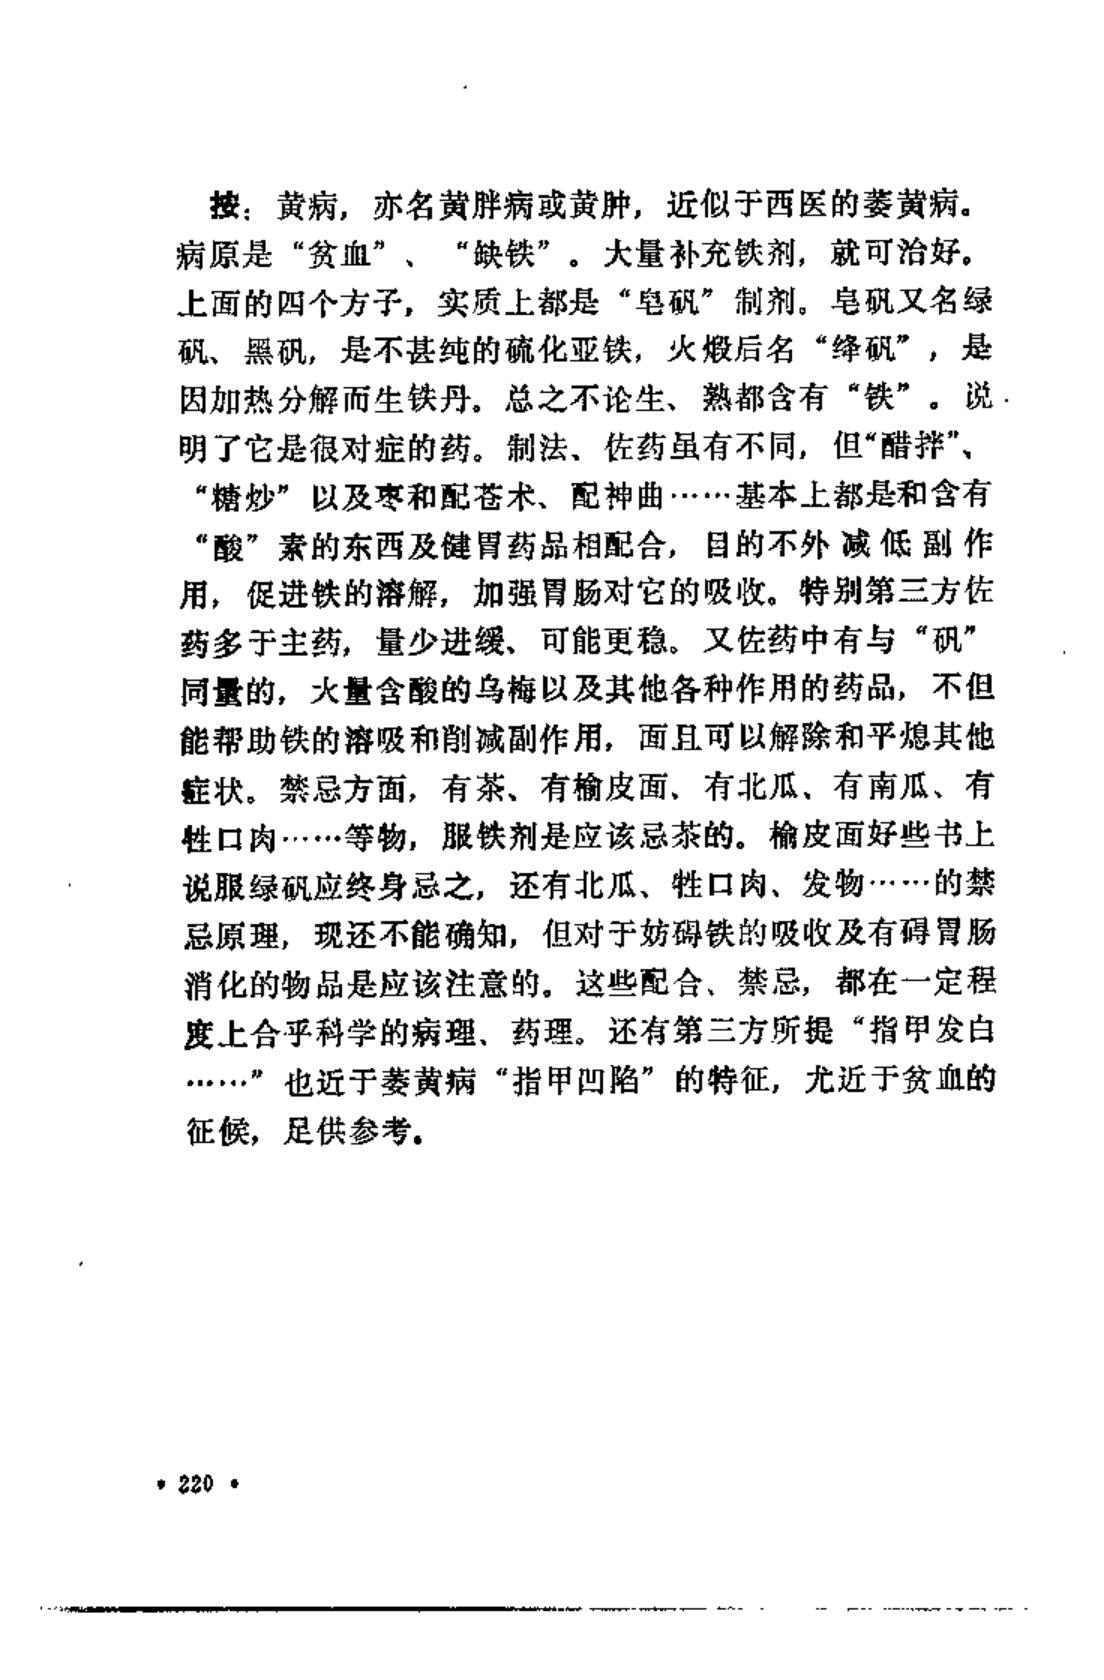 按：黄病，亦名黄胖病或黄肿，近似于西医的萎黄病。
病原是“贫血”、“缺铁”。大量补充铁剂，就可治好。
上面的四个方子，实质上都是“皂矾”制剂。皂矾又名绿
矾、黑矾，是不甚纯的硫化亚铁，火煅后名“绛矾”，是
因加热分解而生铁丹。总之不论生、熟都含有“铁”。说
明了它是很对症的药。制法、佐药虽有不同，但“醋拌”、
“糖炒”以及枣和配苍术、配神曲……基本上都是和含有
“酸”素的东西及健胃药品相配合，目的不外减低副作
用，促进铁的溶解，加强胃肠对它的吸收。特别第三方佐
药多于主药，量少进缓、可能更稳。又佐药中有与“矾”
同量的，大量含酸的乌梅以及其他各种作用的药品，不但
能帮助铁的溶吸和削减副作用，面且可以解除和平熄其他
症状。禁忌方面，有茶、有榆皮面、有北瓜、有南瓜、有
牲口肉……等物，服铁剂是应该忌茶的。榆皮面好些书上
说服绿矾应终身忌之，还有北瓜、牲口肉、发物……的禁
忌原理，现还不能确知，但对于妨碍铁的吸收及有碍胃肠
消化的物品是应该注意的。这些配合、禁忌，都在一定程
度上合乎科学的病理、药理。还有第三方所提“指甲发白
……”也近于萎黄病“指甲凹陷”的特征，尤近于贫血的
征候，足供参考。
• 220 •